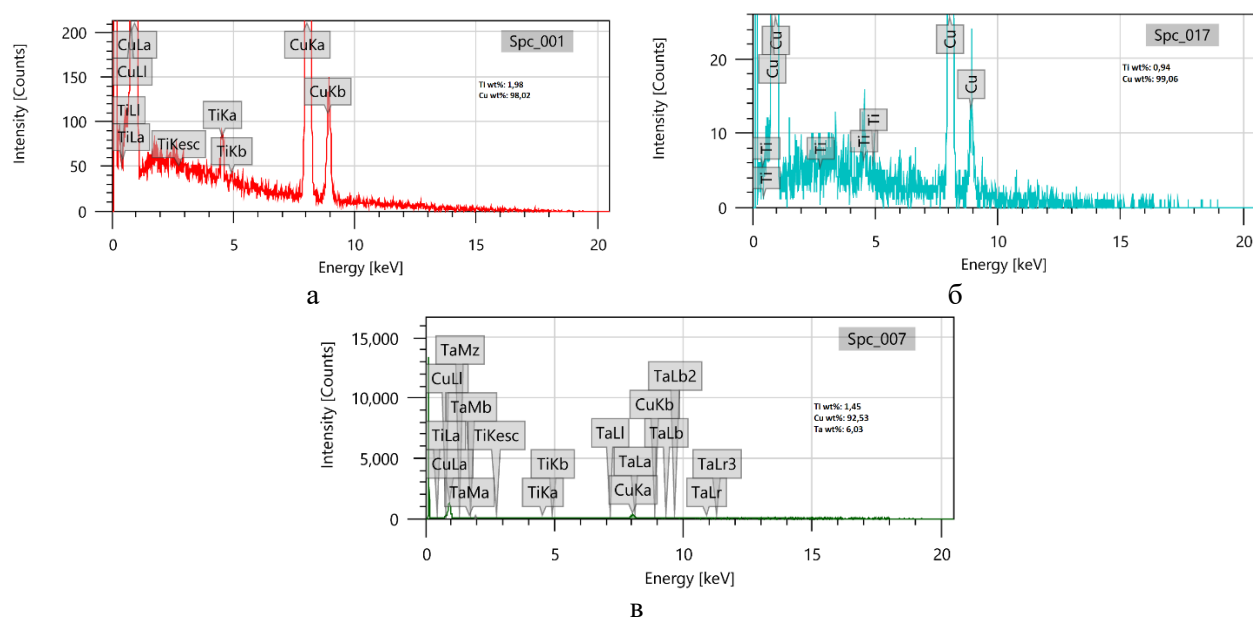 Intensity [Counts]
200
150
100
50
0
Spc_001
Ti wt%: 1,98
Cu wt%: 98,02
CuLa
CuLl
TiLl
TiLa
TiKesc
TiKa
TiKb
CuKa
CuKb
0 5 10 15 20
Energy [keV]
а
Intensity [Counts]
20
10
0
Spc_017
Ti wt%: 0,94
Cu wt%: 99,06
Cu
Cu
Ti
Ti
Ti
Ti
Ti
Cu
Cu
0 5 10 15 20
Energy [keV]
б
Intensity [Counts]
15,000
10,000
5,000
0
Spc_007
Ti wt%: 1,45
Cu wt%: 92,53
Ta wt%: 6,03
TaMz
CuLl
TaMb
TiLa
TiKesc
CuLa
TaMa
TiKb
TiKa
TaLb2
CuKb
TaLl
TaLb
TaLa
CuKa
TaLr3
TaLr
0 5 10 15 20
Energy [keV]
в